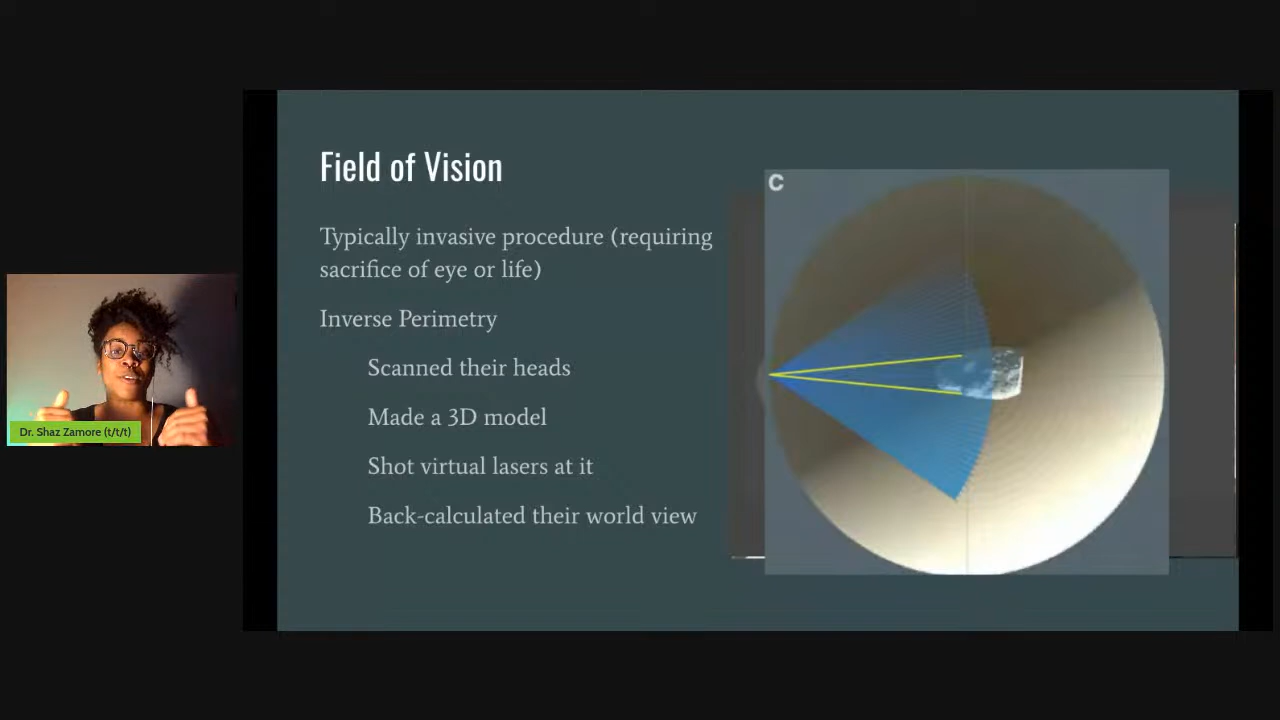 Field of Vision
Typically invasive procedure (requiring
sacrifice of eye or life)
Inverse Perimetry
Scanned their heads
Made a 3D model
Shot virtual lasers at it
Back-calculated their world view
C
Dr. Shaz Zamore (t/t/t)